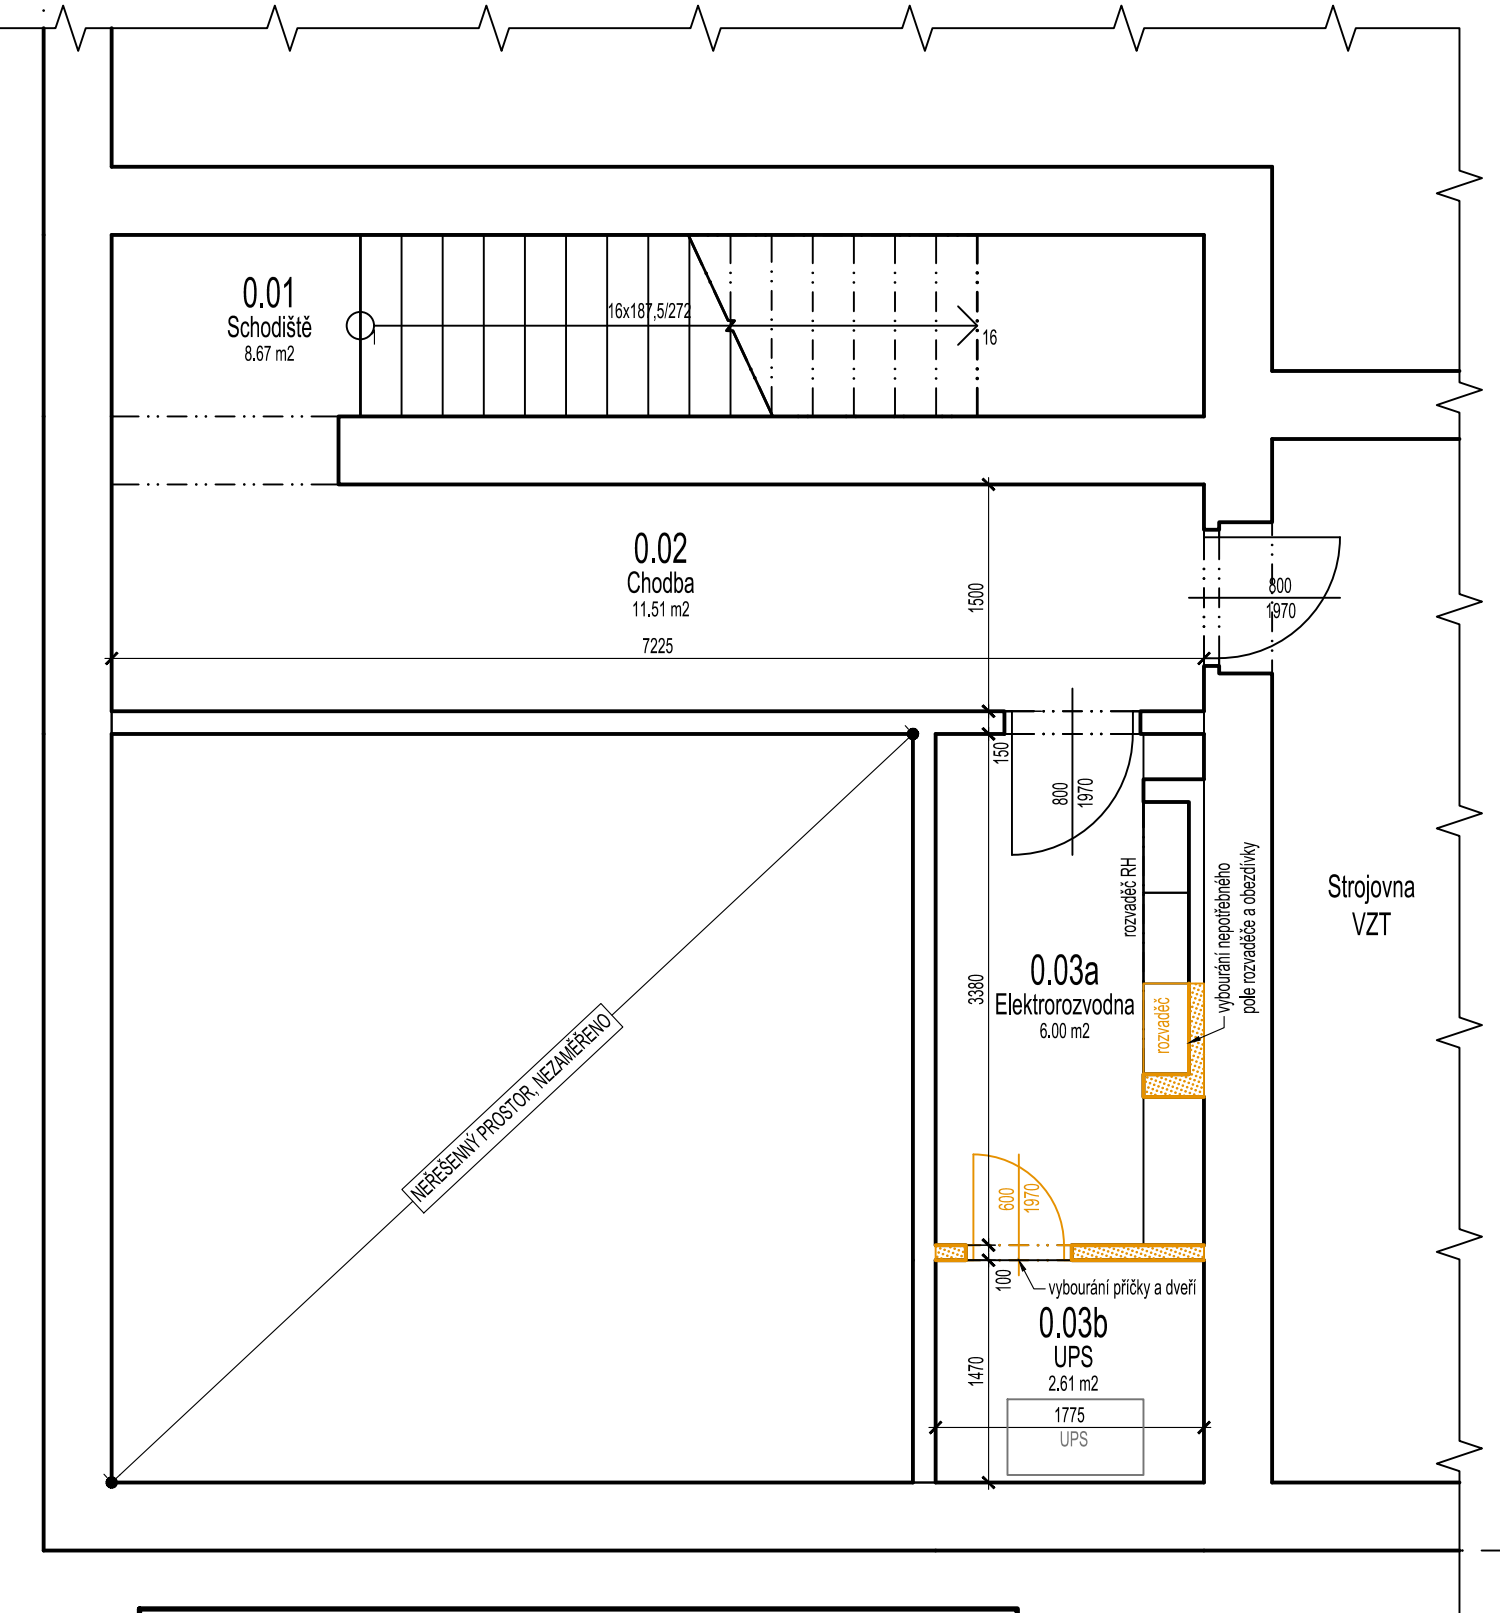 0.01
Schodiště
8.67 m2
16x187,5/272
16
0.02
Chodba
11.51 m2
7225
1500
800
1970
150
800
1970
rozvaděč RH
vybourání nepotřebného
pole rozvaděče a obezdívky
Strojovna
VZT
0.03a
Elektrorozvodna
6.00 m2
3380
rozvaděč
NEŘEŠENNÝ PROSTOR, NEZAMĚŘENO
600
1970
100
vybourání příčky a dveří
0.03b
UPS
2.61 m2
1470
1775
UPS